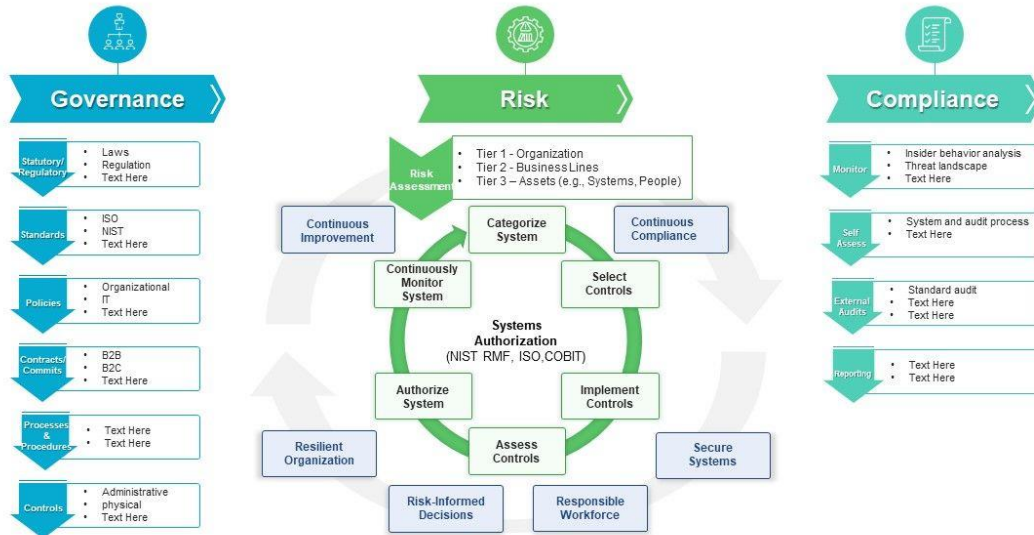 Governance
Statutory/
Regulatory
• Laws
• Regulation
• Text Here
Standards
• ISO
• NIST
• Text Here
Policies
• Organizational
• IT
• Text Here
Contracts/
Commits
• B2B
• B2C
• Text Here
Processes
&
Procedures
• Text Here
• Text Here
Controls
• Administrative
• physical
• Text Here
Risk
Risk
Assessment
• Tier 1 - Organization
• Tier 2 - Business Lines
• Tier 3 – Assets (e.g., Systems, People)
Continuous
Improvement
Categorize
System
Continuous
Compliance
Continuously
Monitor
System
Select
Controls
Systems
Authorization
(NIST RMF, ISO,COBIT)
Authorize
System
Implement
Controls
Resilient
Organization
Assess
Controls
Secure
Systems
Risk-Informed
Decisions
Responsible
Workforce
Compliance
Monitor
• Insider behavior analysis
• Threat landscape
• Text Here
Self
Assess
• System and audit process
• Text Here
External
Audits
• Standard audit
• Text Here
• Text Here
Reporting
• Text Here
• Text Here